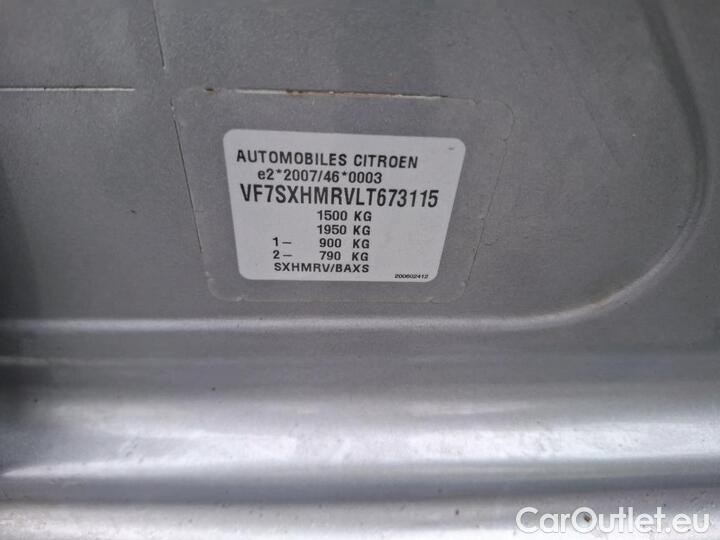 AUTOMOBILES CITROEN
e2*2007/46*0003
VF7SXHMRVLT673115
1500 KG
1950 KG
1- 900 KG
2- 790 KG
SXHMRV/BAXS
200602412
CarOutlet.eu